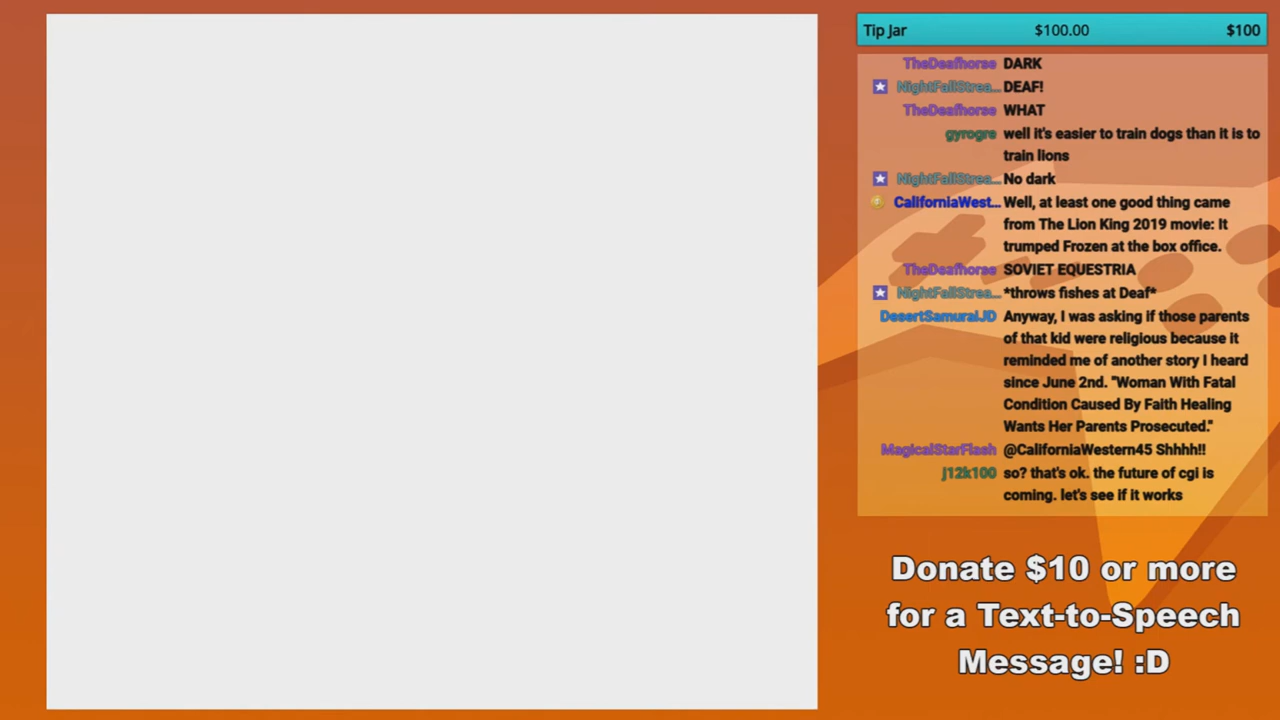 Tip Jar $100.00 $100
TheDeafhorse DARK
NightFallStrea... DEAF!
TheDeafhorse WHAT
gyrogre well it's easier to train dogs than it is to
train lions
NightFallStrea... No dark
CaliforniaWest... Well, at least one good thing came
from The Lion King 2019 movie: It
trumped Frozen at the box office.
TheDeafhorse SOVIET EQUESTRIA
NightFallStrea... *throws fishes at Deaf*
DesertSamuraiJD Anyway, I was asking if those parents
of that kid were religious because it
reminded me of another story I heard
since June 2nd. "Woman With Fatal
Condition Caused By Faith Healing
Wants Her Parents Prosecuted."
MagicalStarFlash @CaliforniaWestern45 Shhhh!!
j12k100 so? that's ok. the future of cgi is
coming. let's see if it works
Donate $10 or more
for a Text-to-Speech
Message! :D